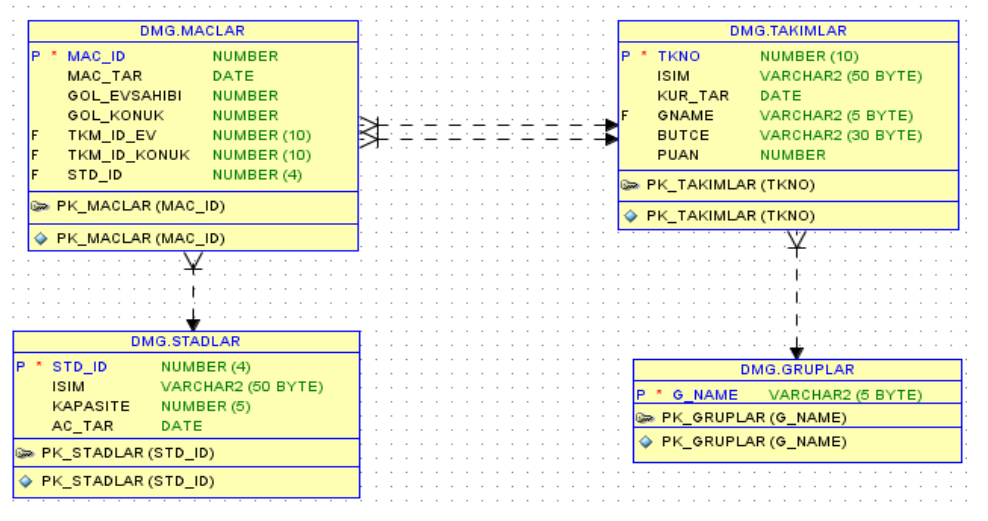 DMG.MACLAR
P * MAC_ID NUMBER
MAC_TAR DATE
GOL_EVSAHIBI NUMBER
GOL_KONUK NUMBER
F TKM_ID_EV NUMBER (10)
F TKM_ID_KONUK NUMBER (10)
F STD_ID NUMBER (4)
PK_MACLAR (MAC_ID)
PK_MACLAR (MAC_ID)
DMG.TAKIMLAR
P * TKNO NUMBER (10)
ISIM VARCHAR2 (50 BYTE)
KUR_TAR DATE
F GNAME VARCHAR2 (5 BYTE)
BUTCE VARCHAR2 (30 BYTE)
PUAN NUMBER
PK_TAKIMLAR (TKNO)
PK_TAKIMLAR (TKNO)
DMG.STADLAR
P * STD_ID NUMBER (4)
ISIM VARCHAR2 (50 BYTE)
KAPASITE NUMBER (5)
AC_TAR DATE
PK_STADLAR (STD_ID)
PK_STADLAR (STD_ID)
DMG.GRUPLAR
P * G_NAME VARCHAR2 (5 BYTE)
PK_GRUPLAR (G_NAME)
PK_GRUPLAR (G_NAME)